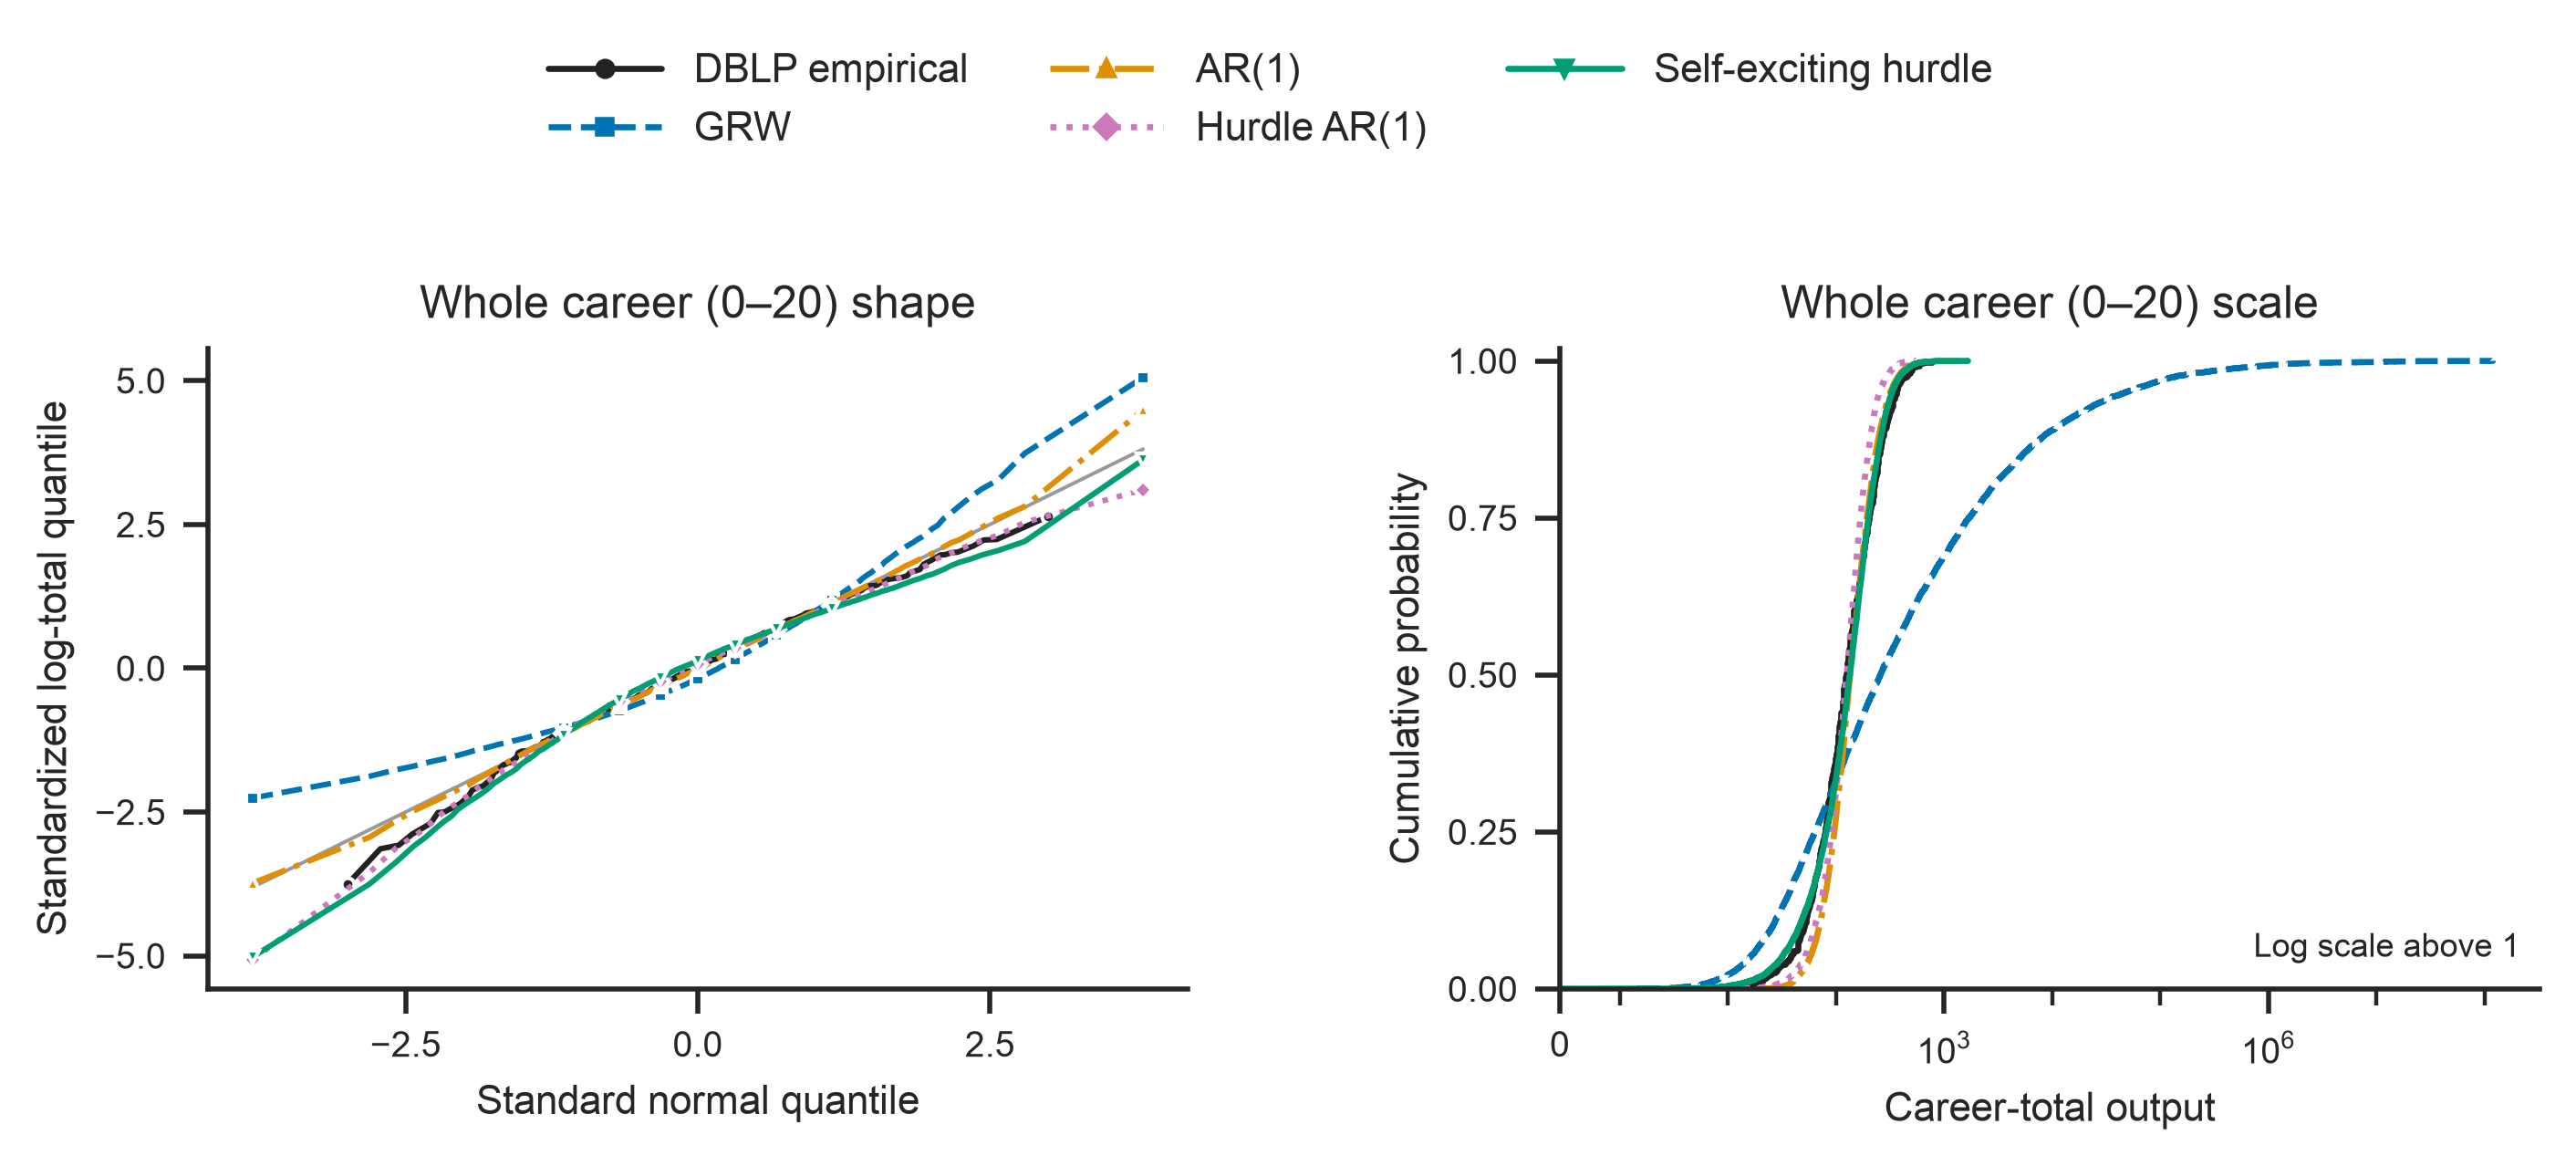 DBLP empirical
AR(1)
Self-exciting hurdle
GRW
Hurdle AR(1)
Whole career (0–20) shape
Standardized log-total quantile
5.0
2.5
0.0
−2.5
−5.0
−2.5
0.0
2.5
Standard normal quantile
Whole career (0–20) scale
Cumulative probability
1.00
0.75
0.50
0.25
0.00
Log scale above 1
0
10³
10⁶
Career-total output